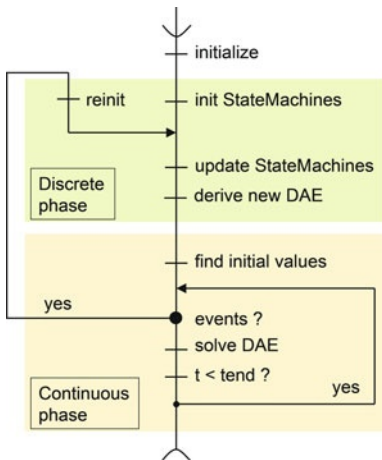 initialize
reinit
init StateMachines
update StateMachines
Discrete
phase
derive new DAE
find initial values
yes
events ?
solve DAE
t < tend ?
yes
Continuous
phase